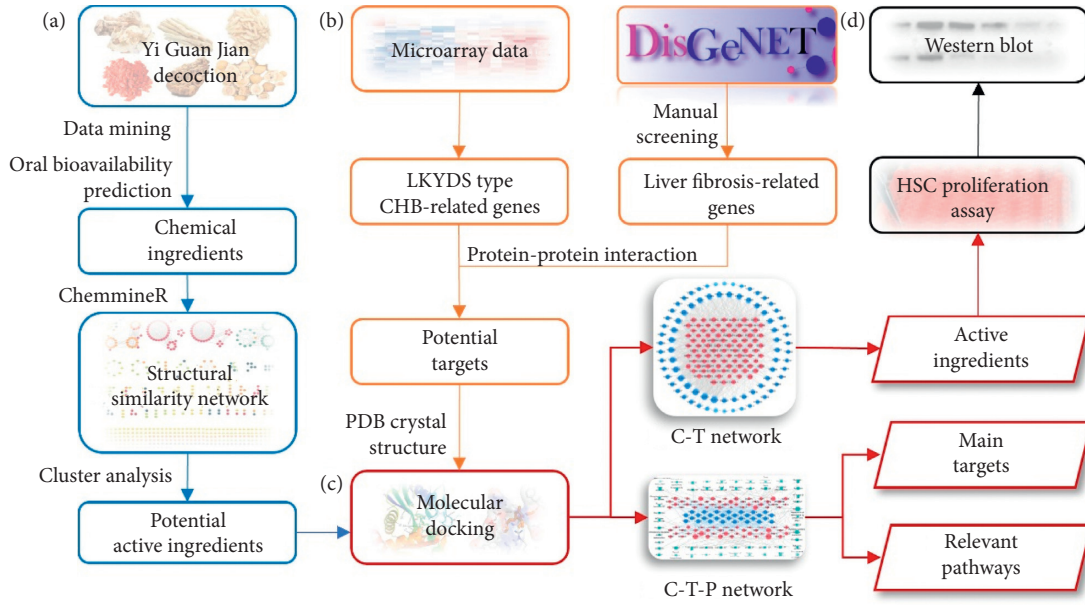 (a)
Yi Guan Jian
decoction
Data mining
Oral bioavailability
prediction
Chemical
ingredients
ChemmineR
Structural
similarity network
Cluster analysis
Potential
active ingredients
(b)
Microarray data
DisGeNET
Manual
screening
LKYDS type
CHB-related genes
Liver fibrosis-related
genes
Protein-protein interaction
Potential
targets
PDB crystal
structure
(c)
Molecular
docking
C-T network
C-T-P network
(d)
Western blot
HSC proliferation
assay
Active
ingredients
Main
targets
Relevant
pathways